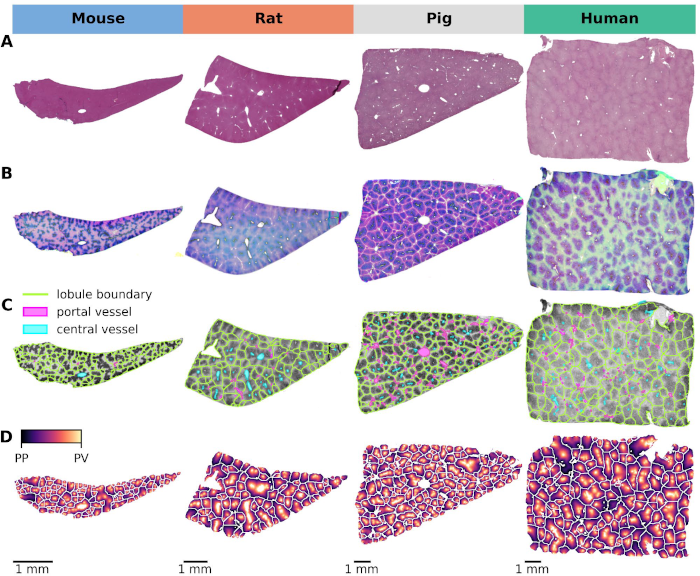 Mouse Rat Pig Human
A
B
C
lobule boundary
portal vessel
central vessel
D
PP PV
1 mm 1 mm 1 mm 1 mm